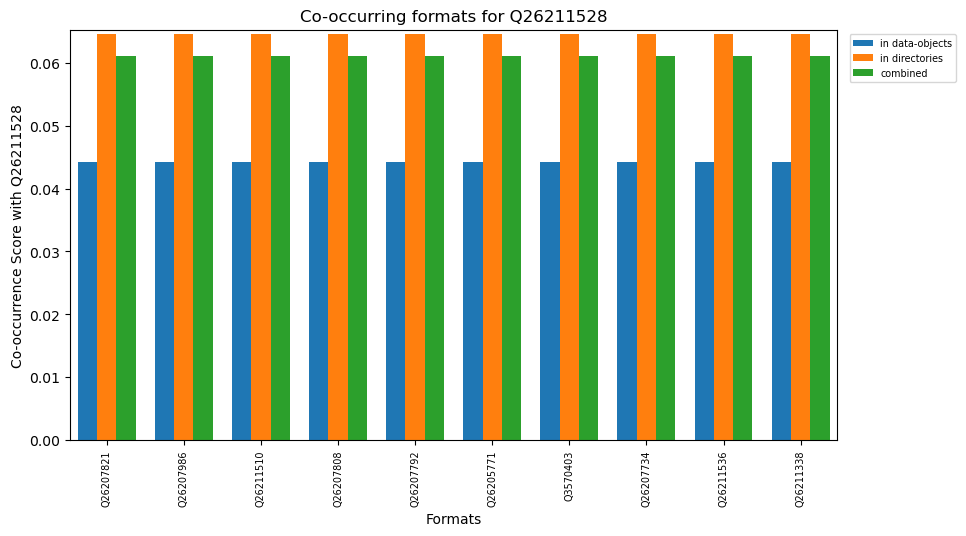 Co-occurring formats for Q26211528
in data-objects
in directories
combined
Co-occurrence Score with Q26211528
0.06
0.05
0.04
0.03
0.02
0.01
0.00
Q26207821
Q26207986
Q26211510
Q26207808
Q26207792
Q26205771
Q3570403
Q26207734
Q26211536
Q26211338
Formats